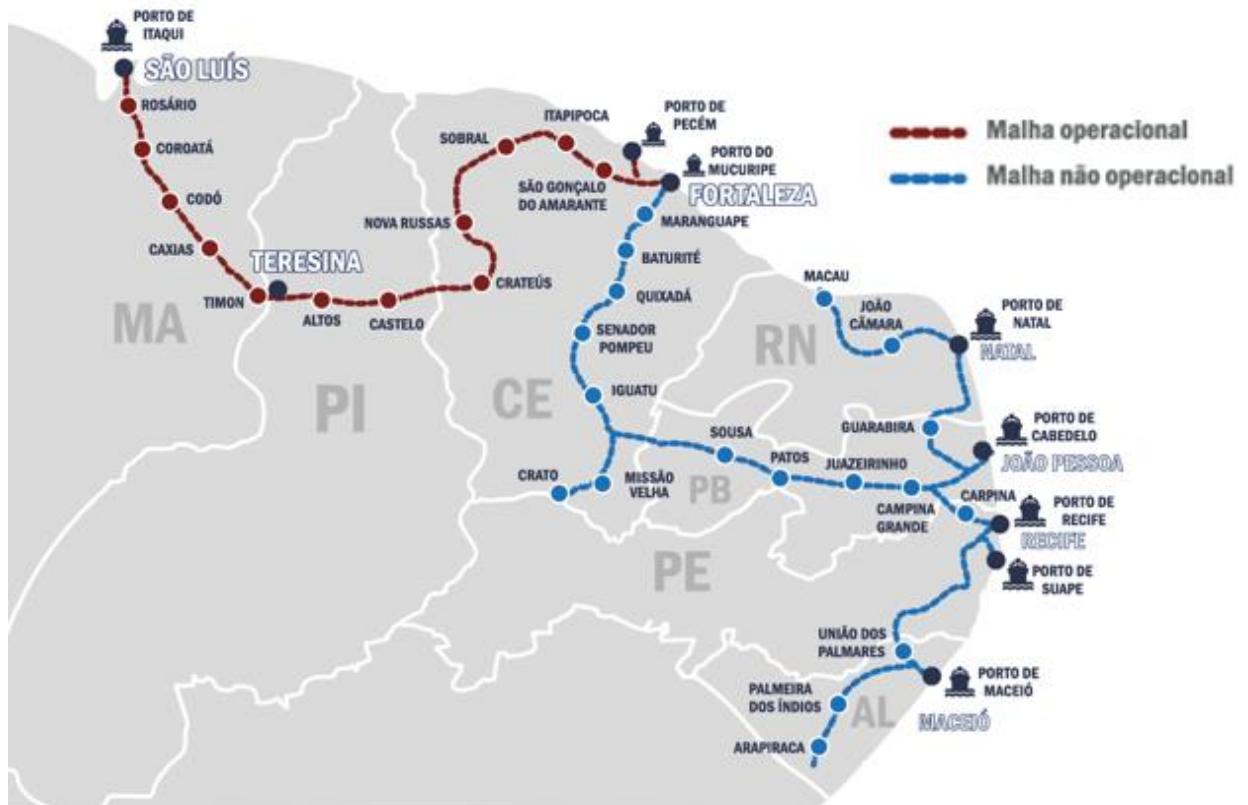 PORTO DE
ITAQUI
SÃO LUÍS
ROSÁRIO
COROATÁ
CODÓ
CAXIAS
TIMON
TERESINA
ALTOS
CASTELO
CRATEÚS
NOVA RUSSAS
SOBRAL
ITAPIPOCA
SÃO GONÇALO
DO AMARANTE
PORTO DE
PECÉM
PORTO DO
MUCURIPE
FORTALEZA
Malha operacional
Malha não operacional
MARANGUAPE
BATURITÉ
QUIXADÁ
SENADOR
POMPEU
IGUATU
CRATO
MISSÃO
VELHA
MACAU
JOÃO
CÂMARA
PORTO DE
NATAL
NATAL
MA
PI
CE
RN
PB
PE
AL
SOUSA
PATOS
JUAZEIRINHO
CAMPINA
GRANDE
GUARABIRA
PORTO DE
CABEDELO
JOÃO PESSOA
CARPINA
PORTO DE
RECIFE
RECIFE
PORTO DE
SUAPE
UNIÃO DOS
PALMARES
PORTO DE
MACEIÓ
MACEIÓ
PALMEIRA
DOS ÍNDIOS
ARAPIRACA